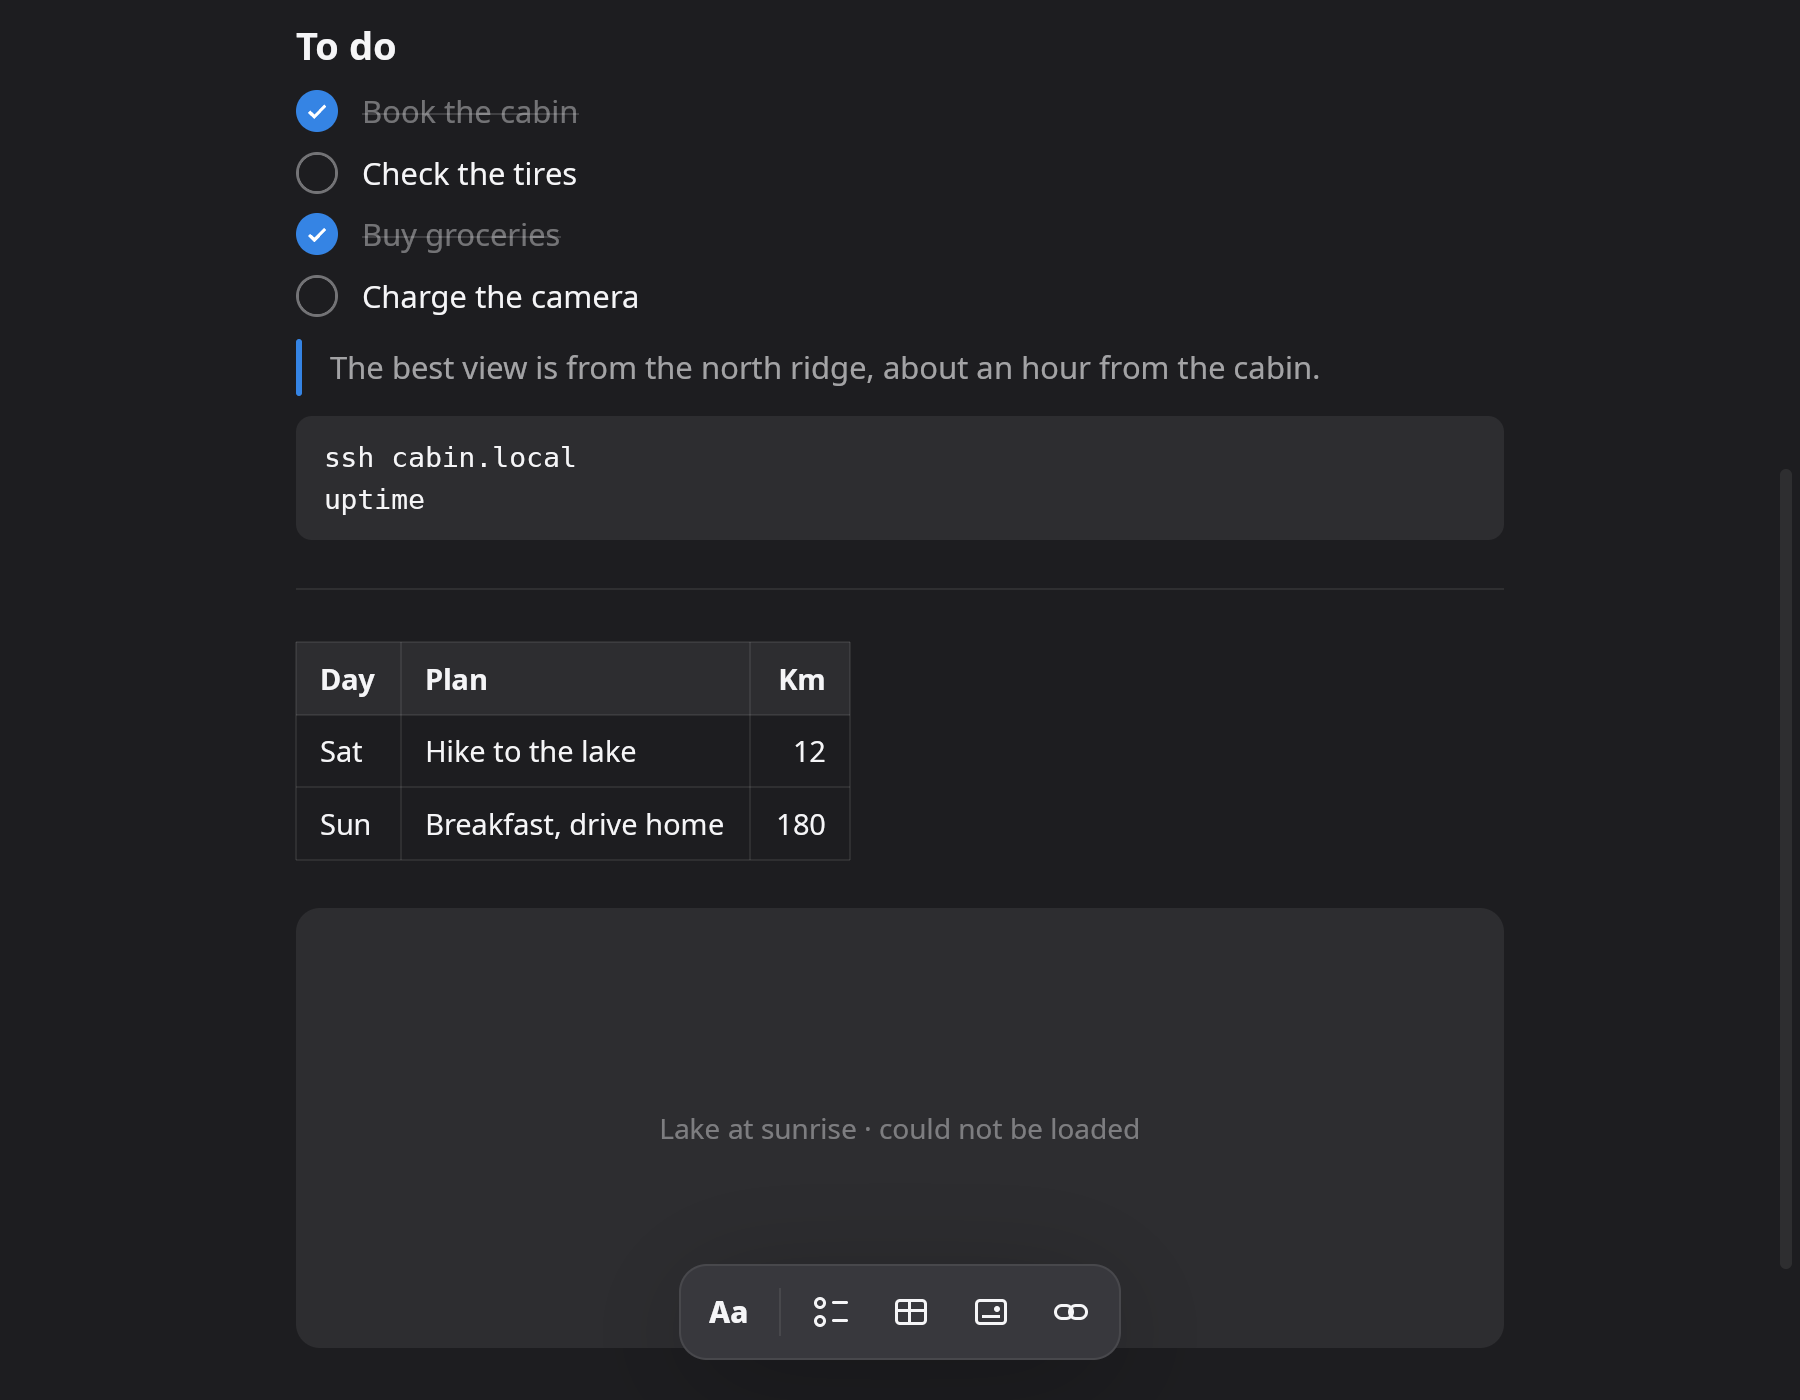 To do
Book the cabin
Check the tires
Buy groceries
Charge the camera
The best view is from the north ridge, about an hour from the cabin.
ssh cabin.local
uptime
Day Plan Km
Sat Hike to the lake 12
Sun Breakfast, drive home 180
Lake at sunrise · could not be loaded
Aa